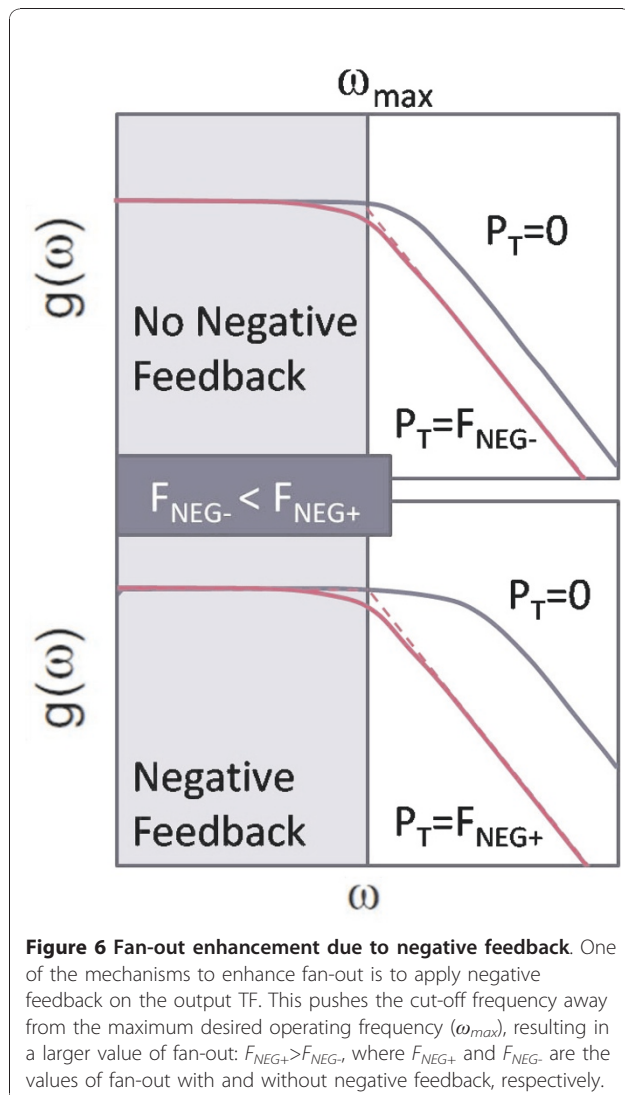 ω_max
g(ω)
P_T=0
No Negative
Feedback
P_T=F_NEG-
F_NEG- < F_NEG+
g(ω)
P_T=0
Negative
Feedback
P_T=F_NEG+
ω
Figure 6 Fan-out enhancement due to negative feedback. One
of the mechanisms to enhance fan-out is to apply negative
feedback on the output TF. This pushes the cut-off frequency away
from the maximum desired operating frequency (ω_max), resulting in
a larger value of fan-out: F_NEG+>F_NEG-, where F_NEG+ and F_NEG- are the
values of fan-out with and without negative feedback, respectively.